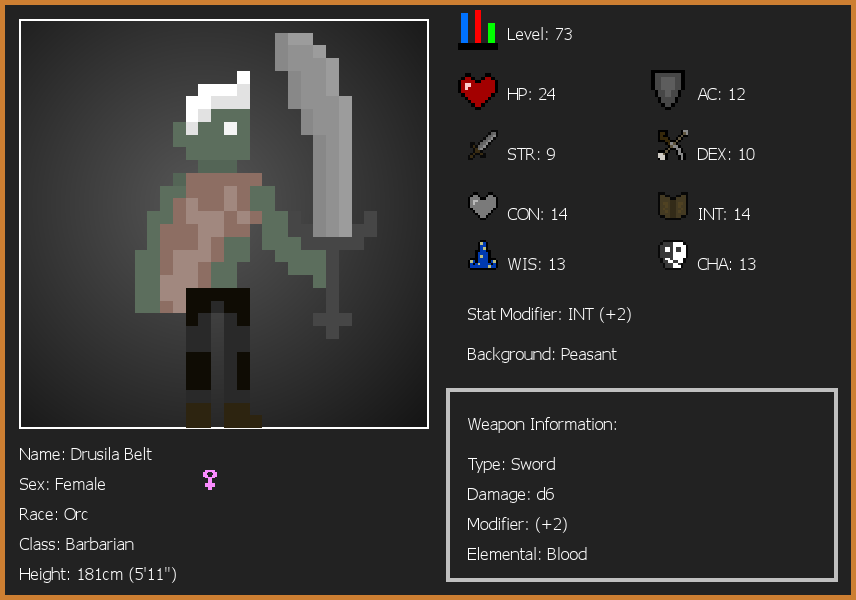 Level: 73
HP: 24
AC: 12
STR: 9
DEX: 10
CON: 14
INT: 14
WIS: 13
CHA: 13
Stat Modifier: INT (+2)
Background: Peasant
Weapon Information:
Type: Sword
Damage: d6
Modifier: (+2)
Elemental: Blood
Name: Drusila Belt
Sex: Female
Race: Orc
Class: Barbarian
Height: 181cm (5'11")